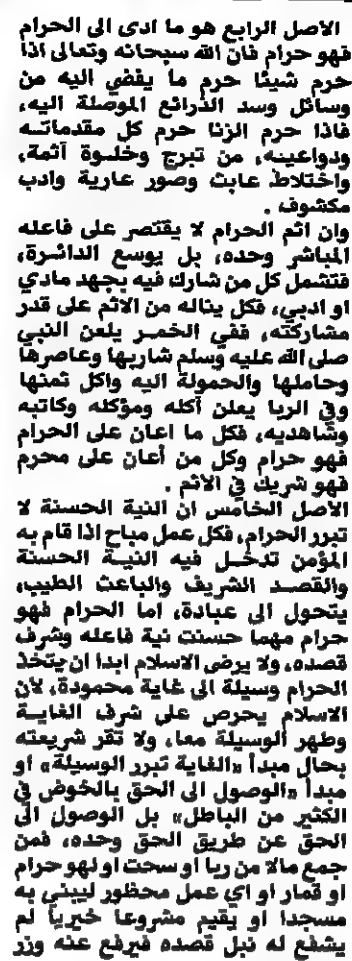 الاصل الرابع هو ما ادى الى الحرام
فهو حرام فان الله سبحانه وتعالى اذا
حرم شيئا حرم ما يفضي اليه من
وسائل وسد الذرائع الموصلة اليه،
فاذا حرم الزنا حرم كل مقدماته
ودواعيه، من تبرج وخلوة آثمة،
واختلاط عابث وصور عارية وادب
مكشوف .
وان اثم الحرام لا يقتصر على فاعله
المباشر وحده، بل يوسع الدائرة،
فتشمل كل من شارك فيه بجهد مادي
او ادبي، فكل يناله من الاثم على قدر
مشاركته، ففي الخمر يلعن النبي
صلى الله عليه وسلم شاربها وعاصرها
وحاملها والحمولة اليه واكل ثمنها
وفي الربا يعلن آكله ومؤكله وكاتبه
وشاهديه، فكل ما اعان على الحرام
فهو حرام وكل من أعان على محرم
فهو شريك في الاثم .
الاصل الخامس ان النية الحسنة لا
تبرر الحرام، فكل عمل مباح اذا قام به
المؤمن تدخل فيه النية الحسنة
والقصد الشريف والباعث الطيب،
يتحول الى عبادة، اما الحرام فهو
حرام مهما حسنت نية فاعله وشرف
قصده، ولا يرضى الاسلام ابدا ان يتخذ
الحرام وسيلة الى غاية محمودة، لأن
الاسلام يحرص على شرف الغاية
وطهر الوسيلة معا، ولا تقر شريعته
بحال مبدأ «الغاية تبرر الوسيلة» او
مبدأ «الوصول الى الحق بالخوض في
الكثير من الباطل» بل الوصول الى
الحق عن طريق الحق وحده، فمن
جمع مالا من ربا او سحت او لهو حرام
او قمار او اي عمل محظور ليبني به
مسجدا او يقيم مشروعا خيريا لم
يشفع له نبل قصده فيرفع عنه وزر